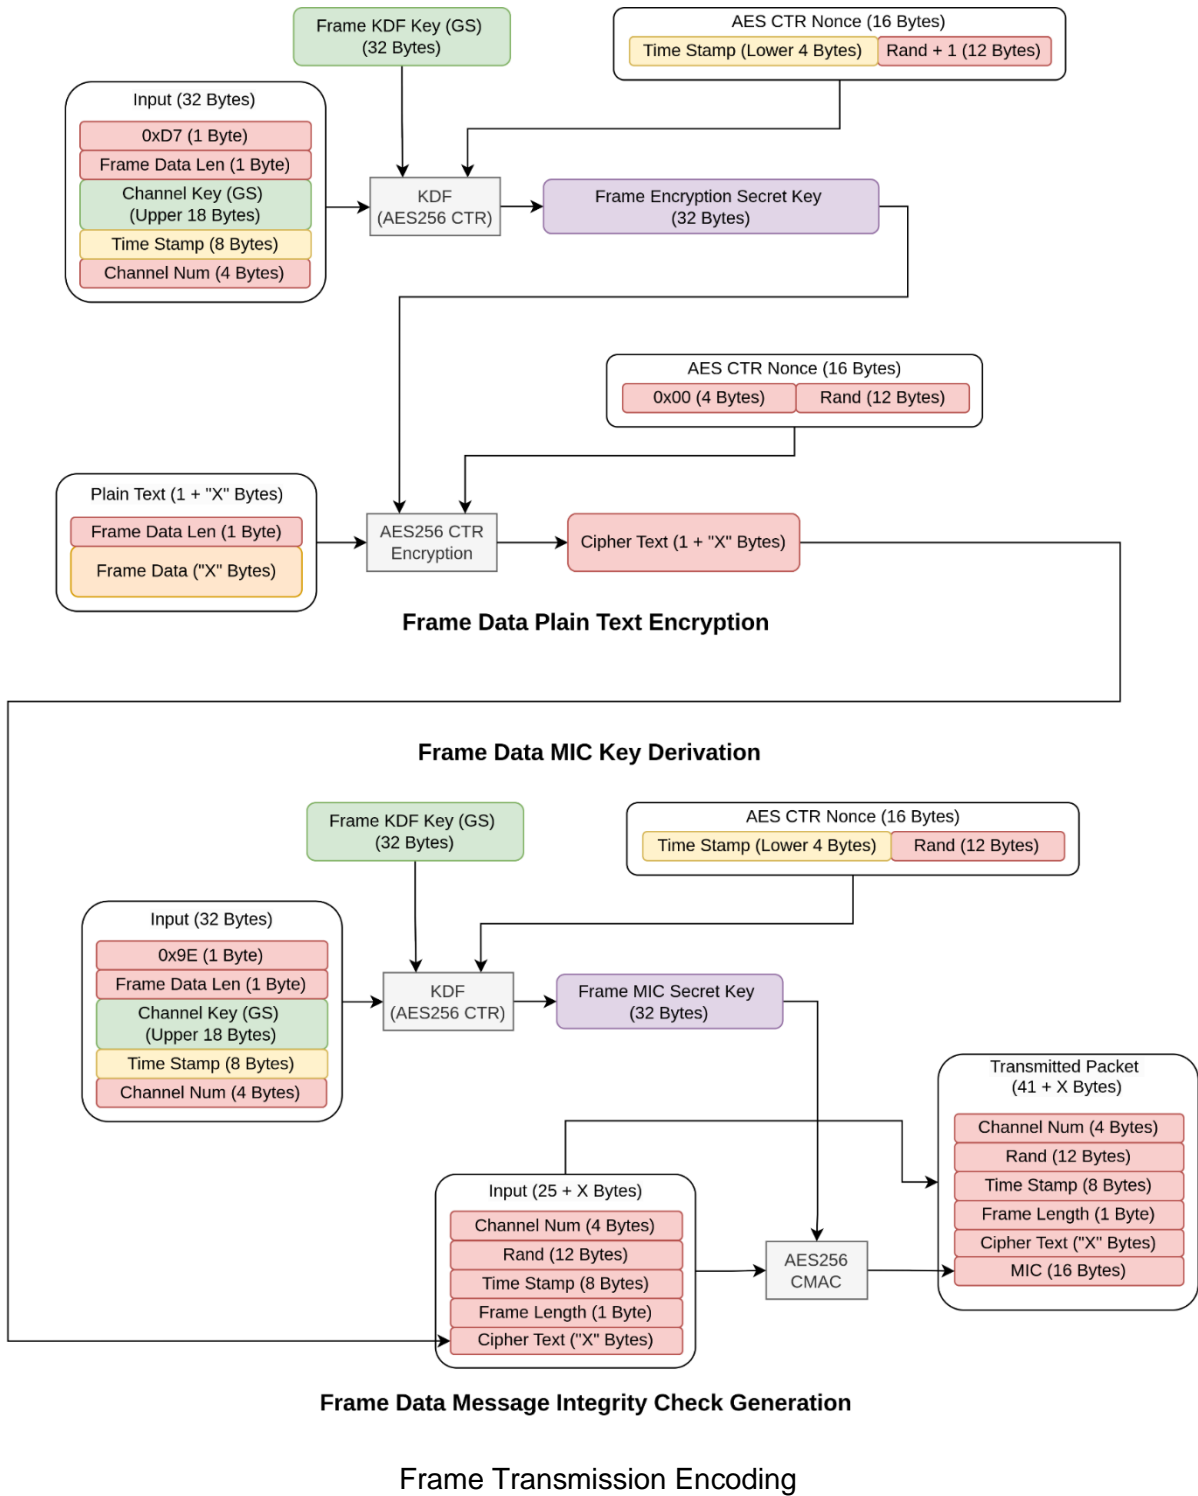 Frame KDF Key (GS)
(32 Bytes)
AES CTR Nonce (16 Bytes)
Time Stamp (Lower 4 Bytes)
Rand + 1 (12 Bytes)
Input (32 Bytes)
0xD7 (1 Byte)
Frame Data Len (1 Byte)
Channel Key (GS)
(Upper 18 Bytes)
Time Stamp (8 Bytes)
Channel Num (4 Bytes)
KDF
(AES256 CTR)
Frame Encryption Secret Key
(32 Bytes)
AES CTR Nonce (16 Bytes)
0x00 (4 Bytes)
Rand (12 Bytes)
Plain Text (1 + "X" Bytes)
Frame Data Len (1 Byte)
Frame Data ("X" Bytes)
AES256 CTR
Encryption
Cipher Text (1 + "X" Bytes)
Frame Data Plain Text Encryption
Frame Data MIC Key Derivation
Frame KDF Key (GS)
(32 Bytes)
AES CTR Nonce (16 Bytes)
Time Stamp (Lower 4 Bytes)
Rand (12 Bytes)
Input (32 Bytes)
0x9E (1 Byte)
Frame Data Len (1 Byte)
Channel Key (GS)
(Upper 18 Bytes)
Time Stamp (8 Bytes)
Channel Num (4 Bytes)
KDF
(AES256 CTR)
Frame MIC Secret Key
(32 Bytes)
Input (25 + X Bytes)
Channel Num (4 Bytes)
Rand (12 Bytes)
Time Stamp (8 Bytes)
Frame Length (1 Byte)
Cipher Text ("X" Bytes)
AES256
CMAC
Transmitted Packet
(41 + X Bytes)
Channel Num (4 Bytes)
Rand (12 Bytes)
Time Stamp (8 Bytes)
Frame Length (1 Byte)
Cipher Text ("X" Bytes)
MIC (16 Bytes)
Frame Data Message Integrity Check Generation
Frame Transmission Encoding